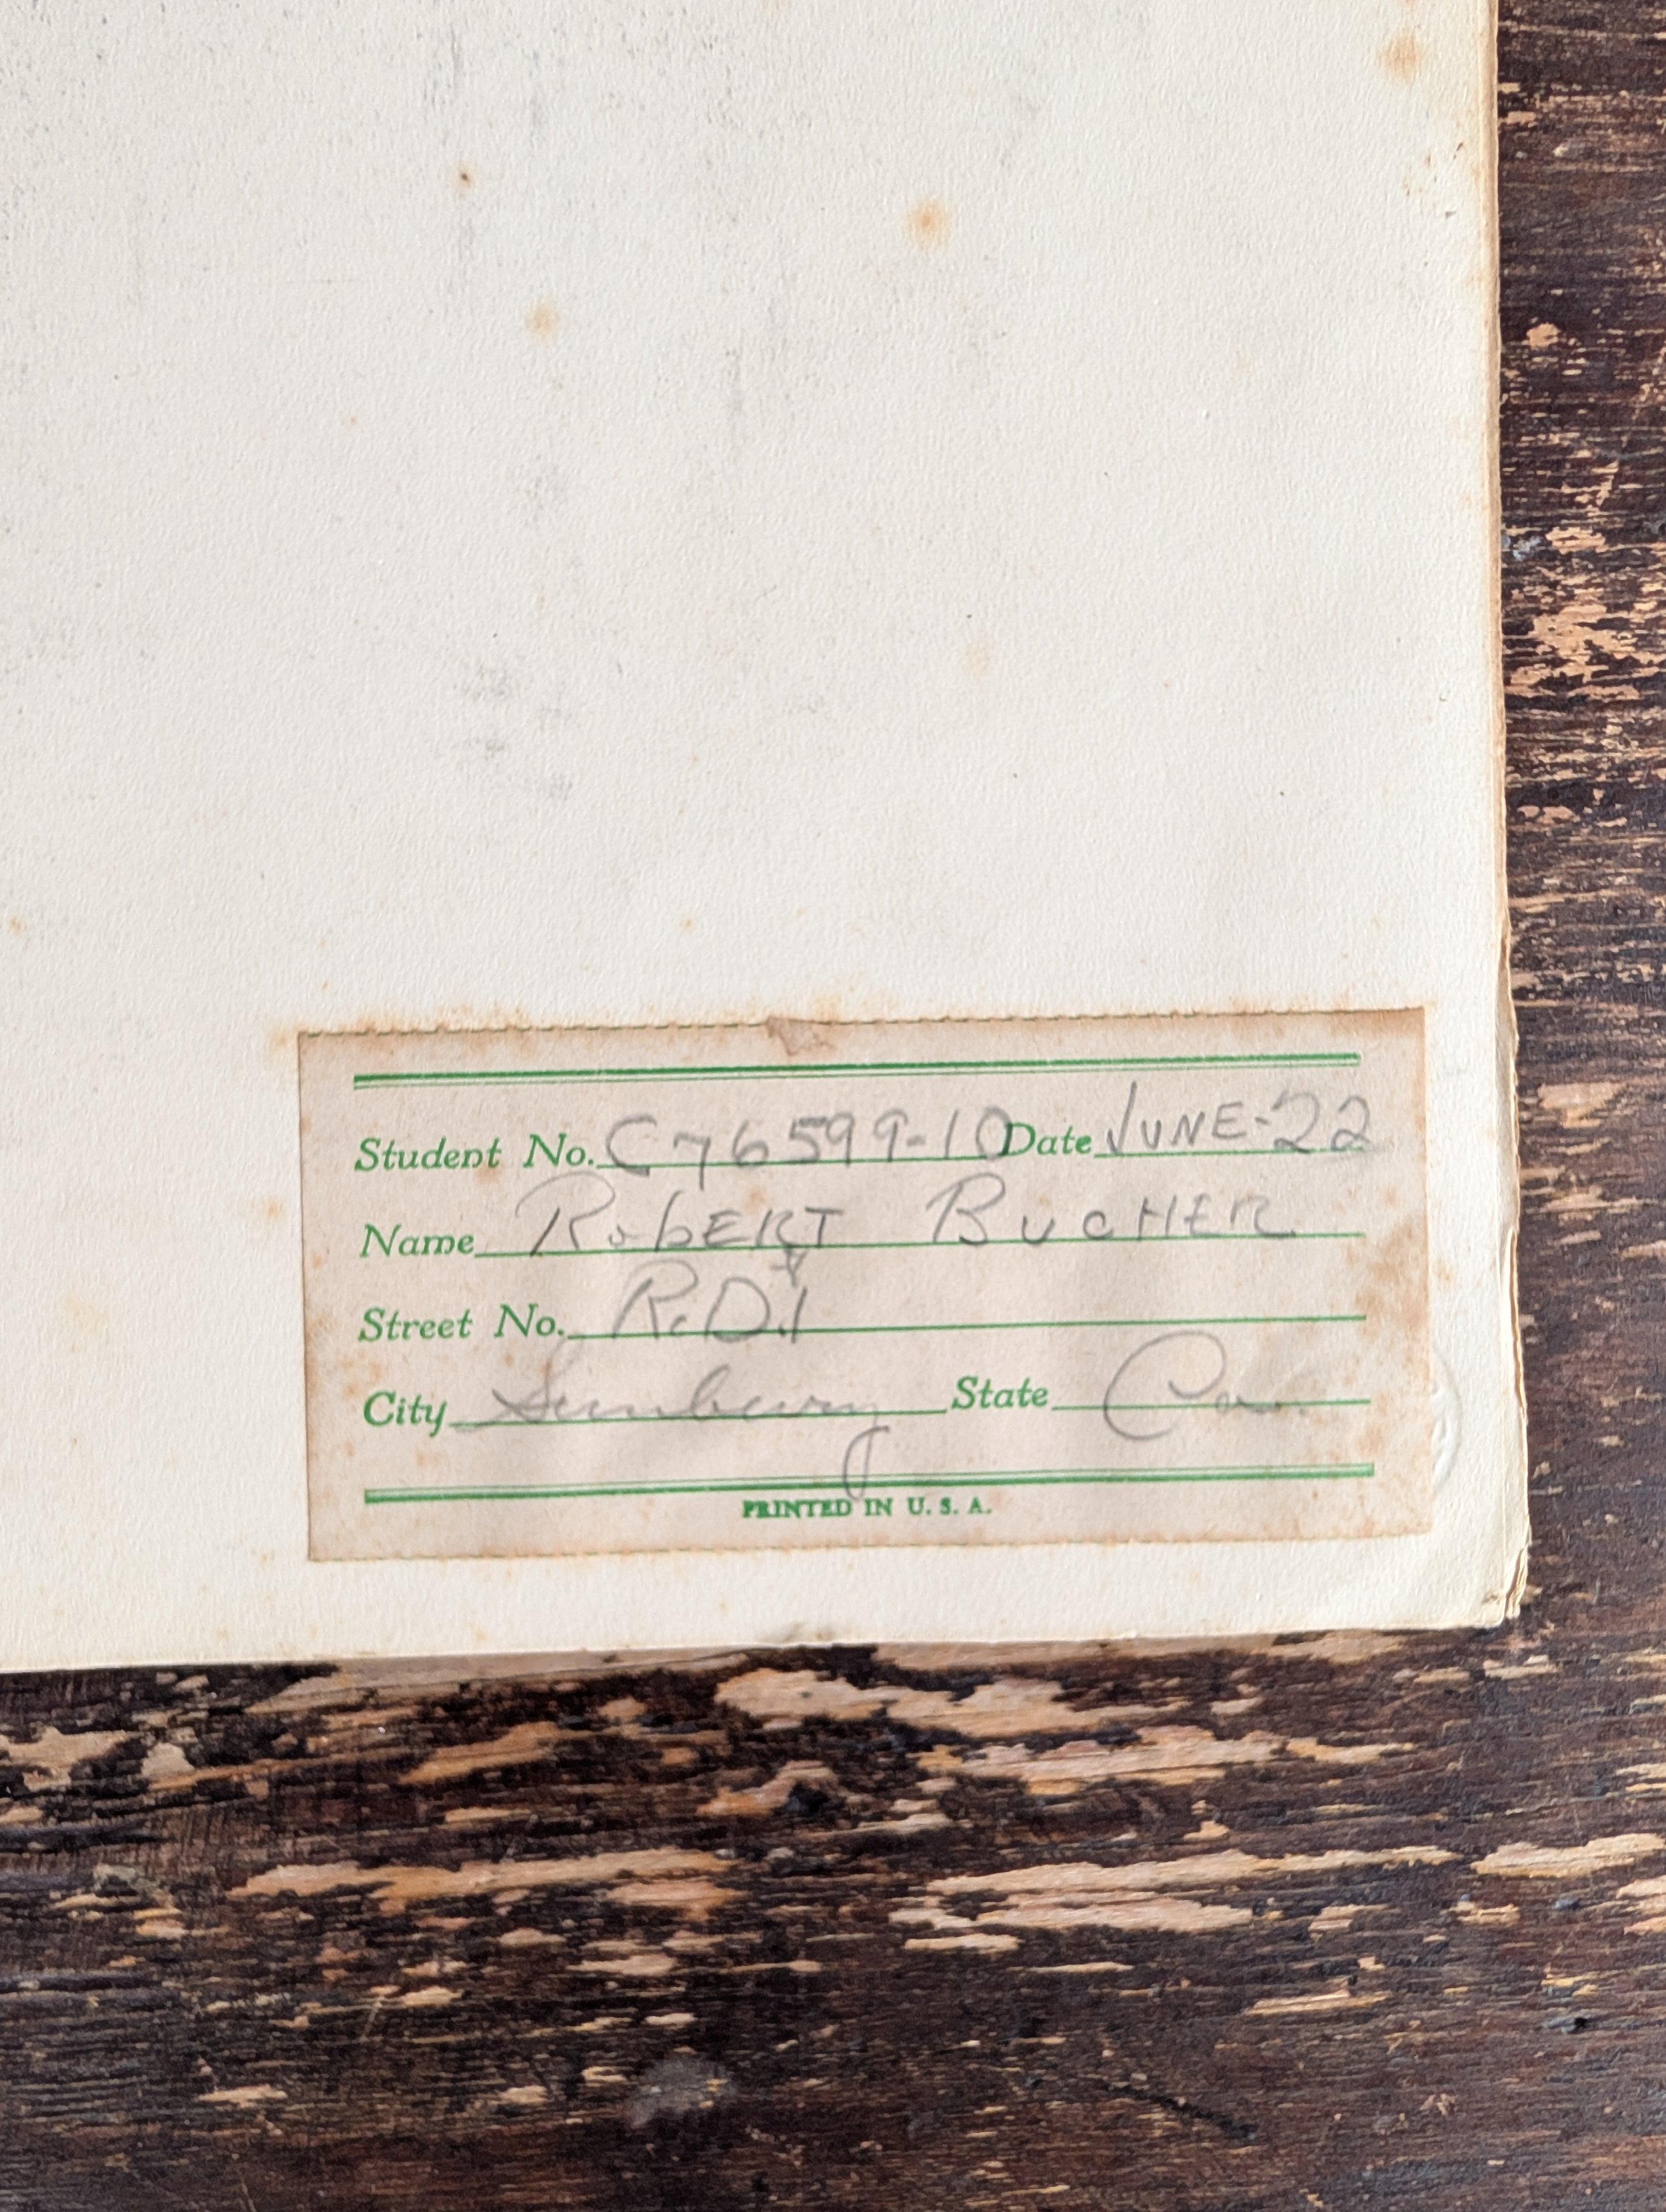 Student No. C76599-10 Date JUNE-22
Name RobERT BUCHER
Street No. R.D.1
City Sunbury State Pa.
PRINTED IN U. S. A.